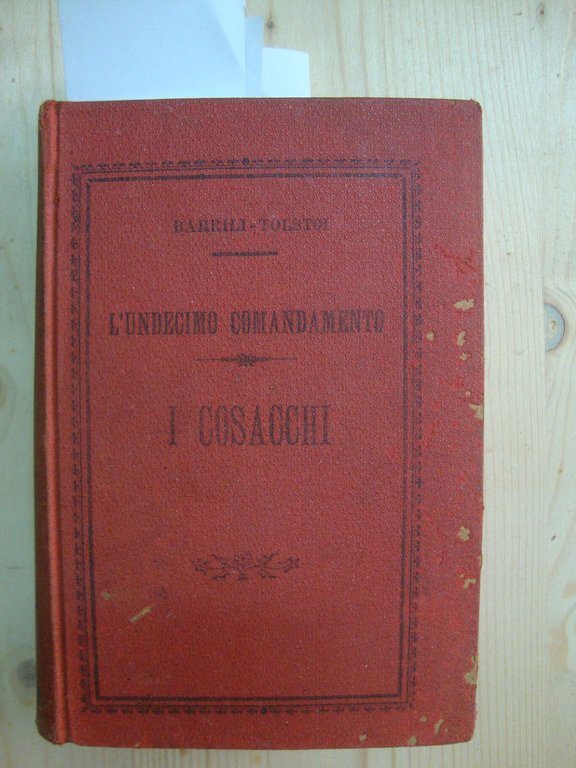 BARRILI-TOLSTOI
L'UNDECIMO COMANDAMENTO
I COSACCHI